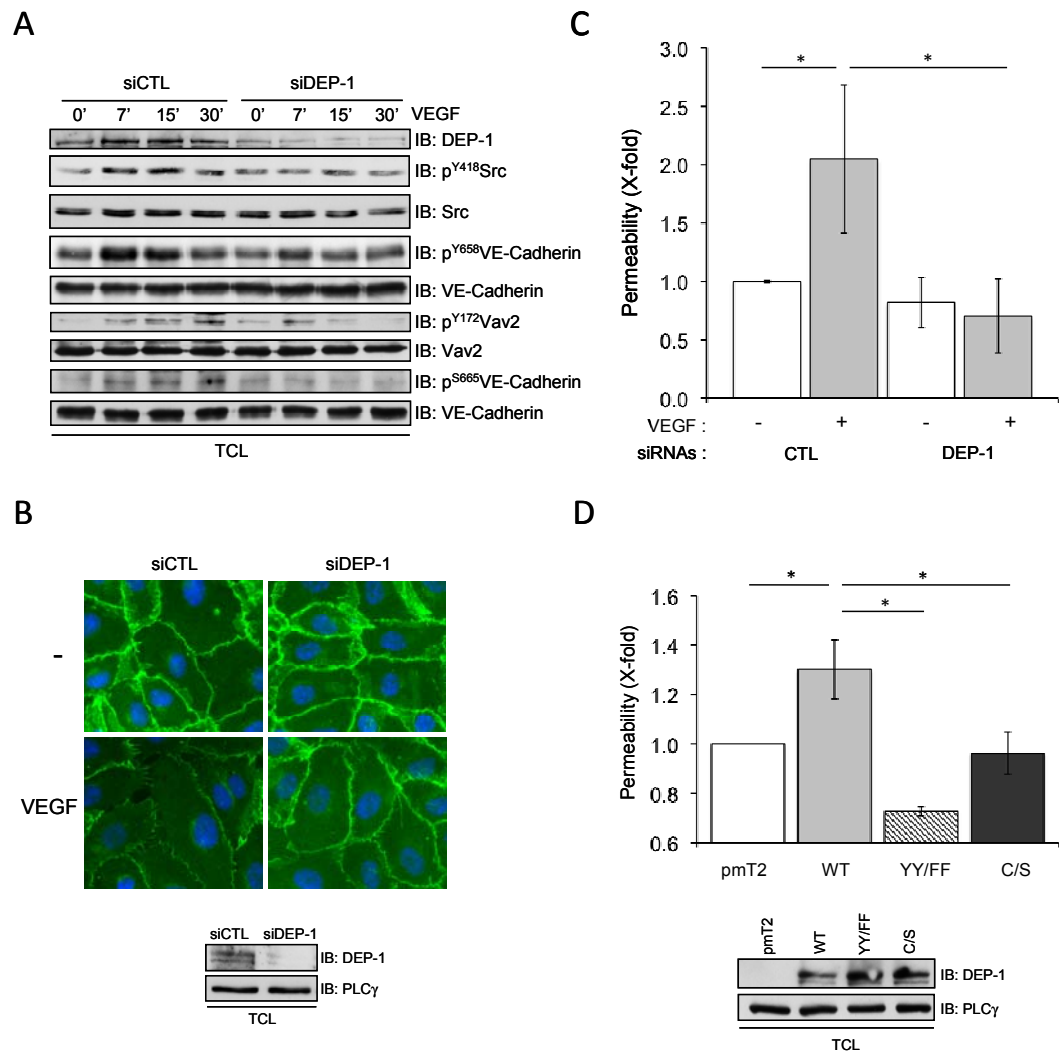 A
siCTL siDEP-1
0' 7' 15' 30' 0' 7' 15' 30' VEGF
IB: DEP-1
IB: pY418Src
IB: Src
IB: pY658VE-Cadherin
IB: VE-Cadherin
IB: pY172Vav2
IB: Vav2
IB: pS665VE-Cadherin
IB: VE-Cadherin
TCL
B
siCTL siDEP-1
-
VEGF
siCTL siDEP-1
IB: DEP-1
IB: PLCγ
TCL
C
Permeability (X-fold)
3.0
2.5
2.0
1.5
1.0
0.5
0.0
* *
VEGF : - + - +
siRNAs : CTL DEP-1
D
Permeability (X-fold)
1.6
1.4
1.2
1.0
0.8
0.6
* *
*
pmT2 WT YY/FF C/S
pmT2 WT YY/FF C/S
IB: DEP-1
IB: PLCγ
TCL